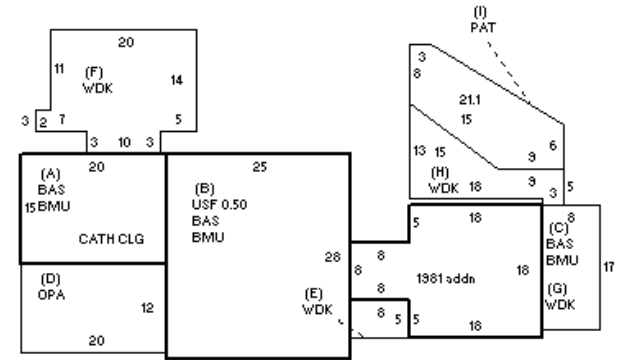 (I)
PAT
20
11
(F)
WDK
14
3
8
21.1
15
3
2
7
5
3
10
3
13
15
9
6
(A)
BAS
BMU
20
15
CATH CLG
(B)
USF 0.50
BAS
BMU
25
28
(H)
WDK
18
9
3
5
5
18
8
(C)
BAS
BMU
8
8
8
1981 addn
18
17
(D)
OPA
12
20
(E)
WDK
8
5
5
18
(G)
WDK